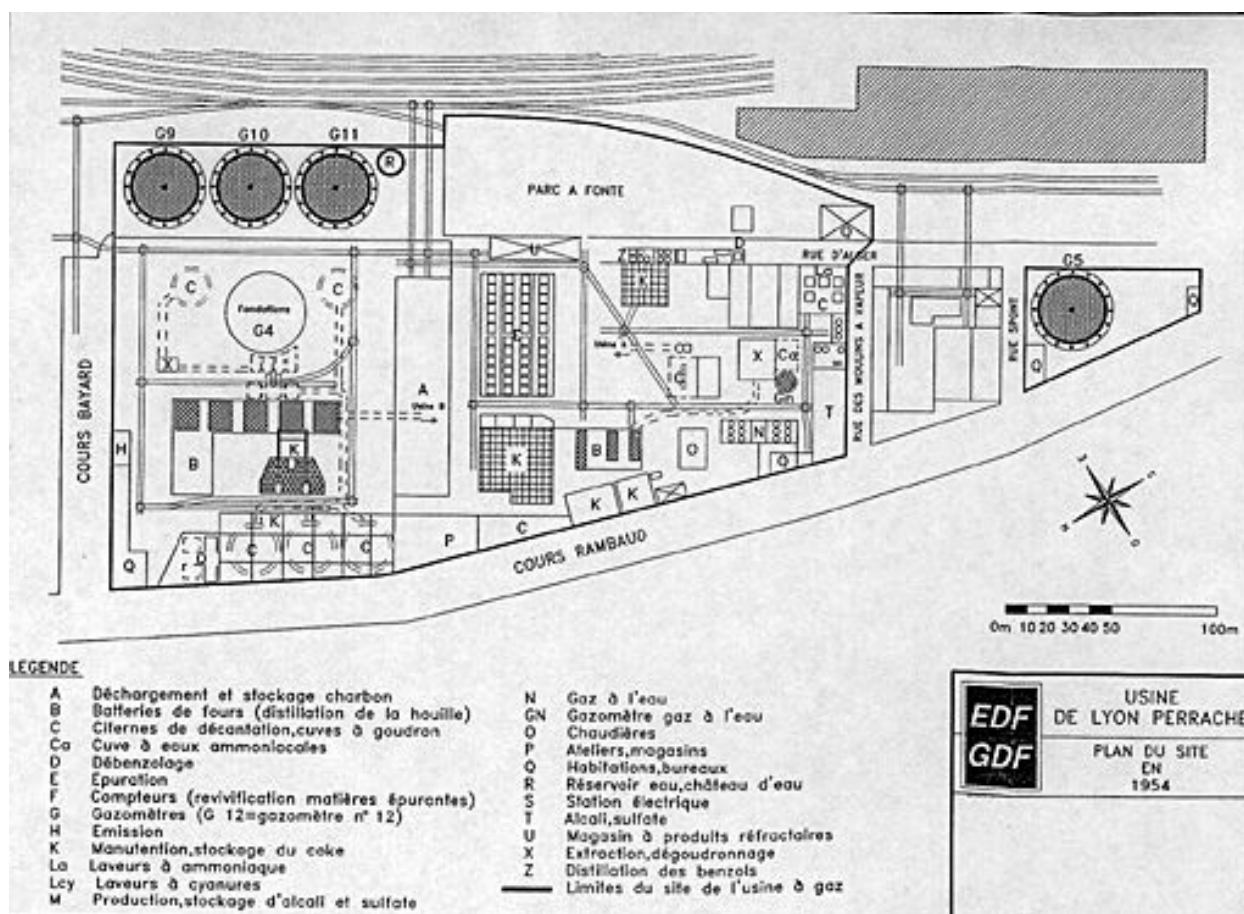 G9 G10 G11
R
PARC A FONTE
U
D
Z
RUE D'ALGER
G5
K
C
C
Fondations
G4
C
E
Usine B
X
Ca
X
A
Usine B
T
RUE DES MOULINS A VAPEUR
RUE SPONT
Q
Q
COURS BAYARD
H
B
K
K
B
O
N
Q
K
K
K
C
C
C
P
C
D
Q
COURS RAMBAUD
0m 10 20 30 40 50 100m
LEGENDE
A Déchargement et stockage charbon
B Batteries de fours (distillation de la houille)
C Citernes de décantation,cuves à goudron
Ca Cuve à eaux ammoniacales
D Débenzolage
E Epuration
F Compteurs (revivification matières épurantes)
G Gazomètres (G 12=gazomètre n° 12)
H Emission
K Manutention,stockage du coke
La Laveurs à ammoniaque
Lcy Laveurs à cyanures
M Production,stockage d'alcali et sulfate
N Gaz à l'eau
GN Gazomètre gaz à l'eau
O Chaudières
P Ateliers,magasins
Q Habitations,bureaux
R Réservoir eau,château d'eau
S Station électrique
T Alcali,sulfate
U Magasin à produits réfractaires
X Extraction,dégoudronnage
Z Distillation des benzols
Limites du site de l'usine à gaz
EDF
GDF
USINE
DE LYON PERRACHE
PLAN DU SITE
EN
1954